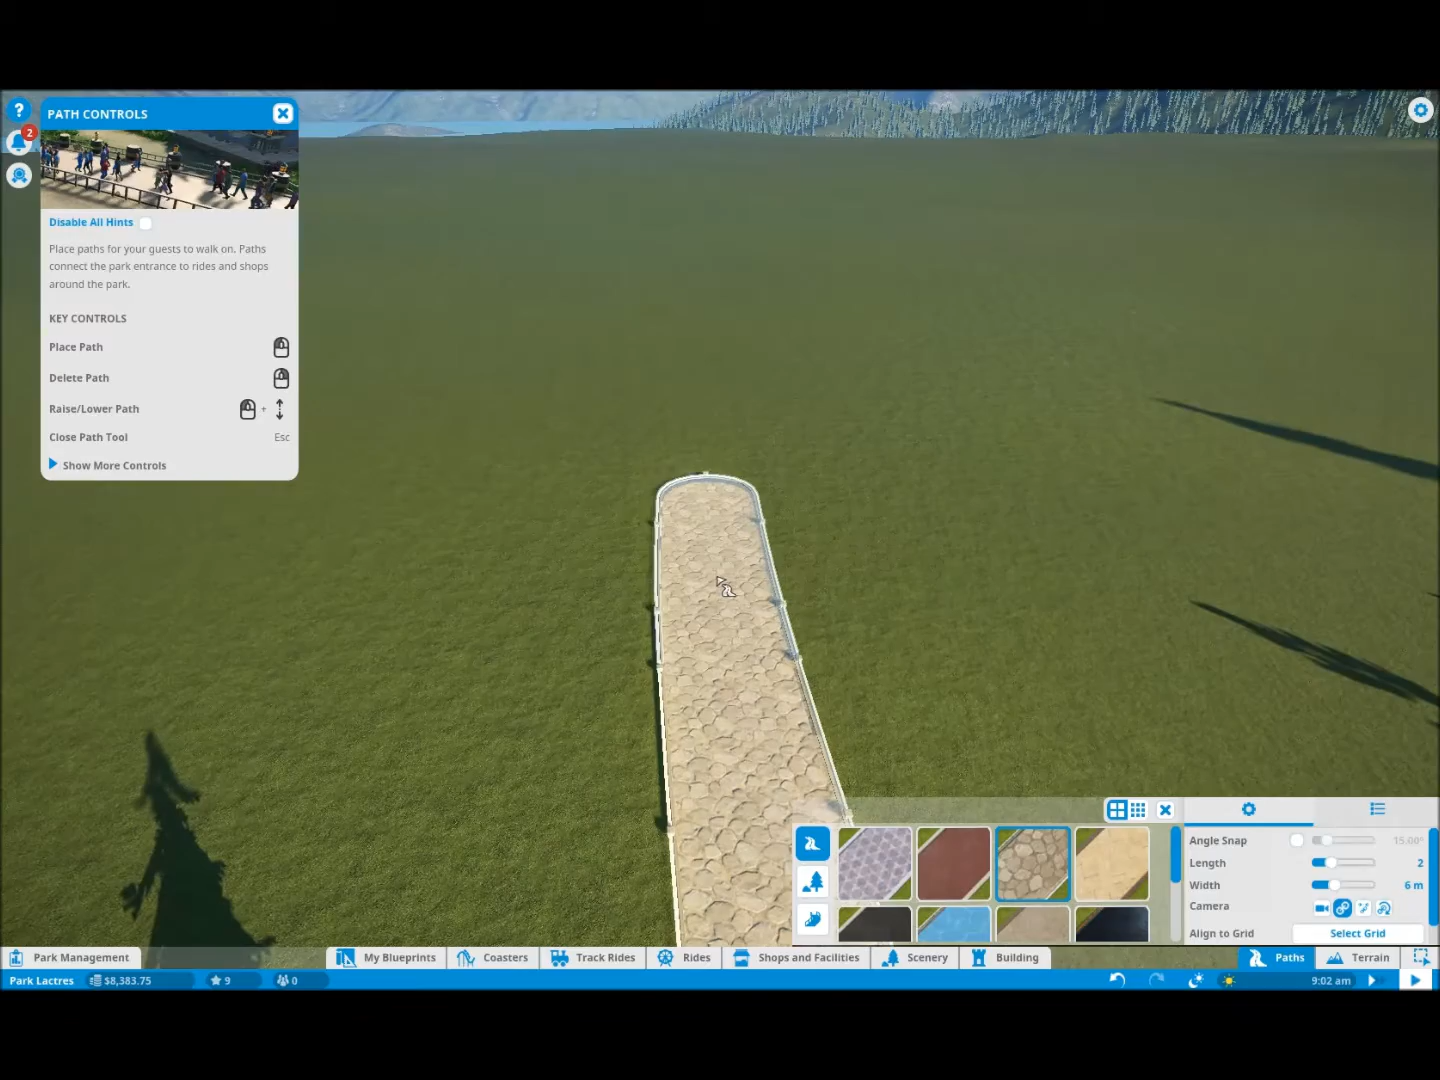 ?
PATH CONTROLS
2
Disable All Hints
Place paths for your guests to walk on. Paths
connect the park entrance to rides and shops
around the park.
KEY CONTROLS
Place Path
Delete Path
Raise/Lower Path +
Close Path Tool Esc
Show More Controls
Angle Snap 15.00°
Length 2
Width 6 m
Camera
Align to Grid Select Grid
Park Management My Blueprints Coasters Track Rides Rides Shops and Facilities Scenery Building Paths Terrain
Park Lactres $8,383.75 9 0 9:02 am